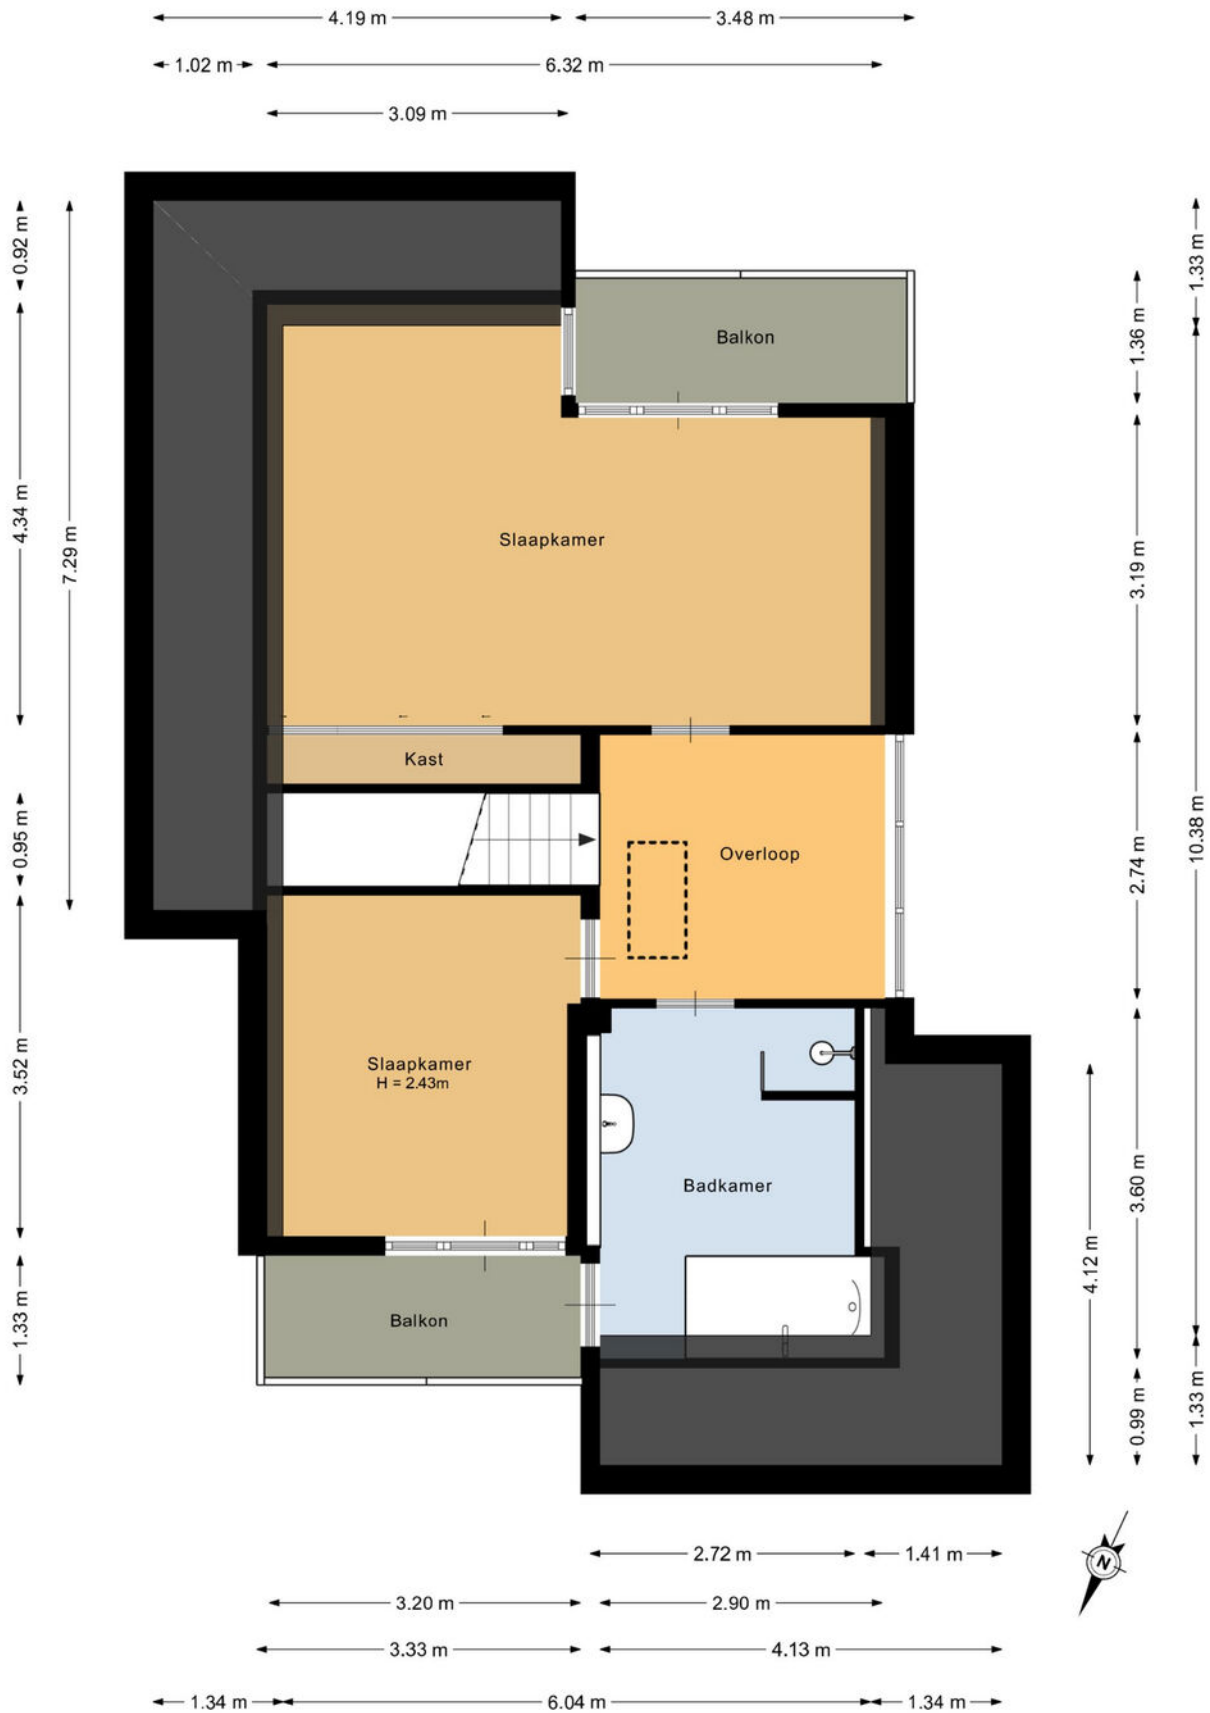 4.19 m
3.48 m
1.02 m
6.32 m
3.09 m
0.92 m
4.34 m
7.29 m
0.95 m
3.52 m
1.33 m
1.33 m
1.36 m
3.19 m
10.38 m
2.74 m
3.60 m
4.12 m
0.99 m
1.33 m
Balkon
Slaapkamer
Kast
Overloop
Slaapkamer
H = 2.43m
Badkamer
Balkon
N
2.72 m
1.41 m
3.20 m
2.90 m
3.33 m
4.13 m
1.34 m
6.04 m
1.34 m